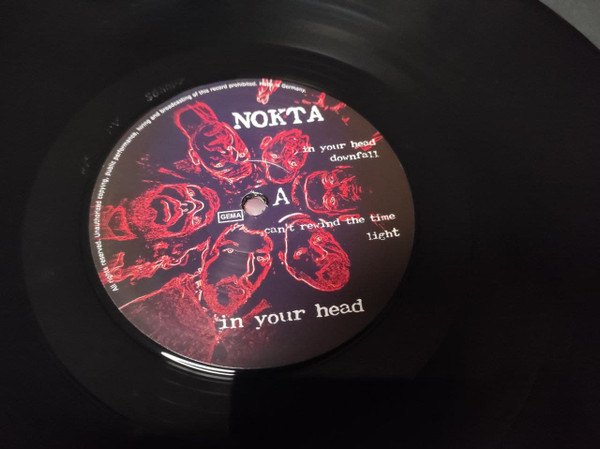 NOKTA
in your head
downfall
A
GEMA
can't rewind the time
light
in your head
All rights reserved. Unauthorized copying, public performance, hiring and broadcasting of this record prohibited. Germany